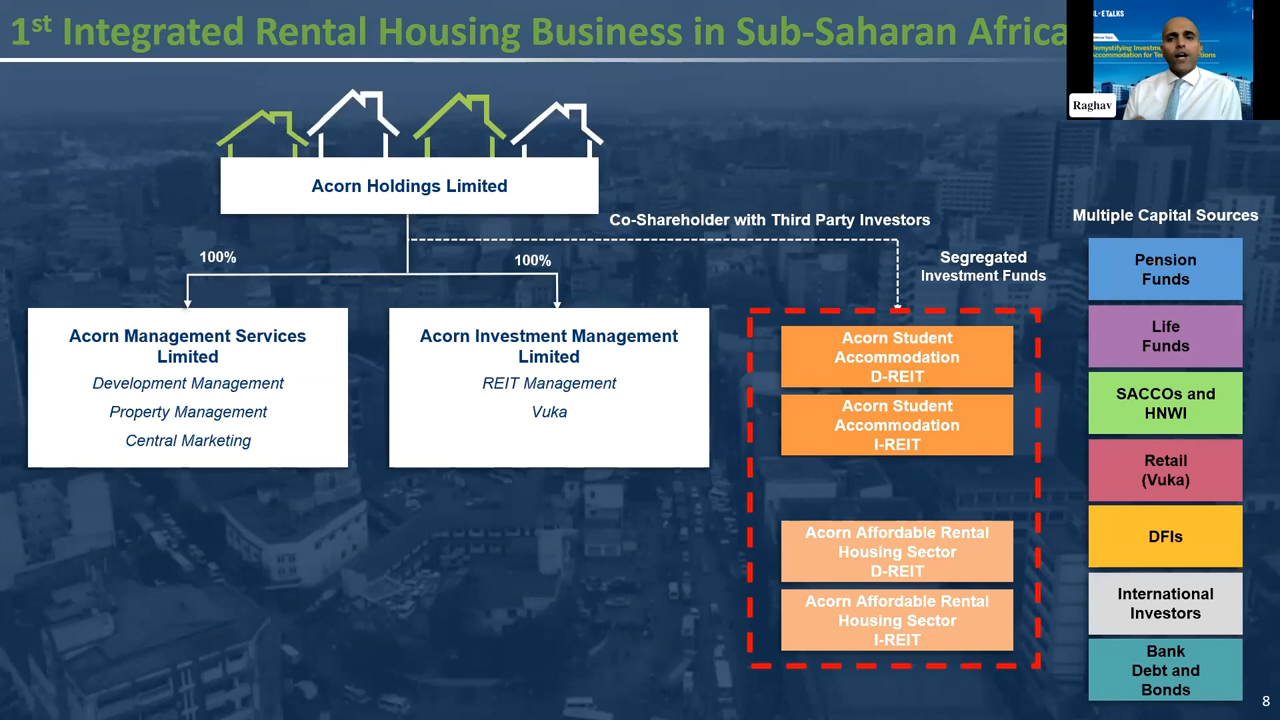 1st Integrated Rental Housing Business in Sub-Saharan Africa
Raghav
Acorn Holdings Limited
Co-Shareholder with Third Party Investors
100%
100%
Segregated
Investment Funds
Acorn Management Services
Limited
Development Management
Property Management
Central Marketing
Acorn Investment Management
Limited
REIT Management
Vuka
Acorn Student
Accommodation
D-REIT
Acorn Student
Accommodation
I-REIT
Acorn Affordable Rental
Housing Sector
D-REIT
Acorn Affordable Rental
Housing Sector
I-REIT
Multiple Capital Sources
Pension
Funds
Life
Funds
SACCOs and
HNWI
Retail
(Vuka)
DFIs
International
Investors
Bank
Debt and
Bonds
8